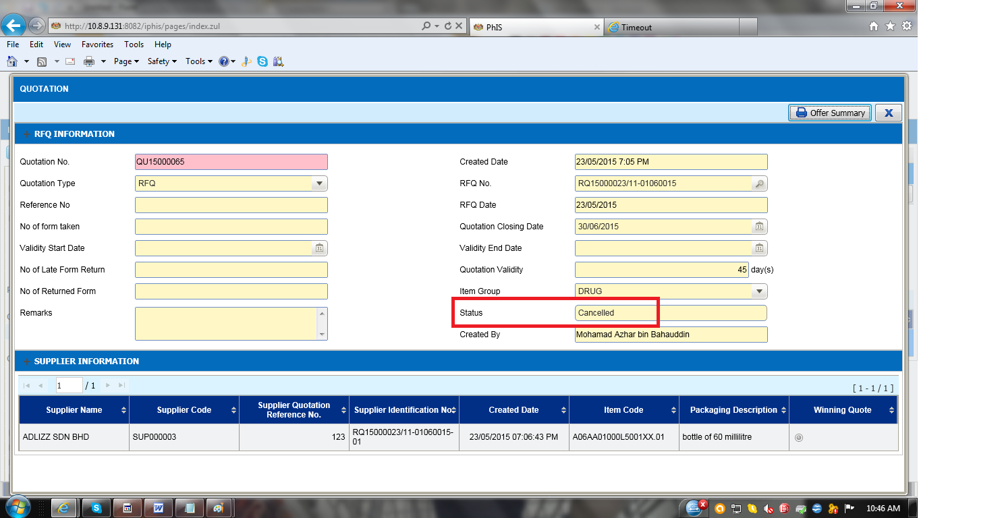 http://10.8.9.131:8082/iphis/pages/index.zul
PhIS
Timeout
File Edit View Favorites Tools Help
Page Safety Tools
QUOTATION
Offer Summary X
RFQ INFORMATION
Quotation No. QU15000065 Created Date 23/05/2015 7:05 PM
Quotation Type RFQ RFQ No. RQ15000023/11-01060015
Reference No RFQ Date 23/05/2015
No of form taken Quotation Closing Date 30/06/2015
Validity Start Date Validity End Date
No of Late Form Return Quotation Validity 45 day(s)
No of Returned Form Item Group DRUG
Remarks Status Cancelled
Created By Mohamad Azhar bin Bahauddin
SUPPLIER INFORMATION
1 / 1 [ 1 - 1 / 1 ]
Supplier Name Supplier Code Supplier Quotation Reference No. Supplier Identification No Created Date Item Code Packaging Description Winning Quote
ADLIZZ SDN BHD SUP000003 123 RQ15000023/11-01060015-01 23/05/2015 07:06:43 PM A06AA01000L5001XX.01 bottle of 60 millilitre
10:46 AM